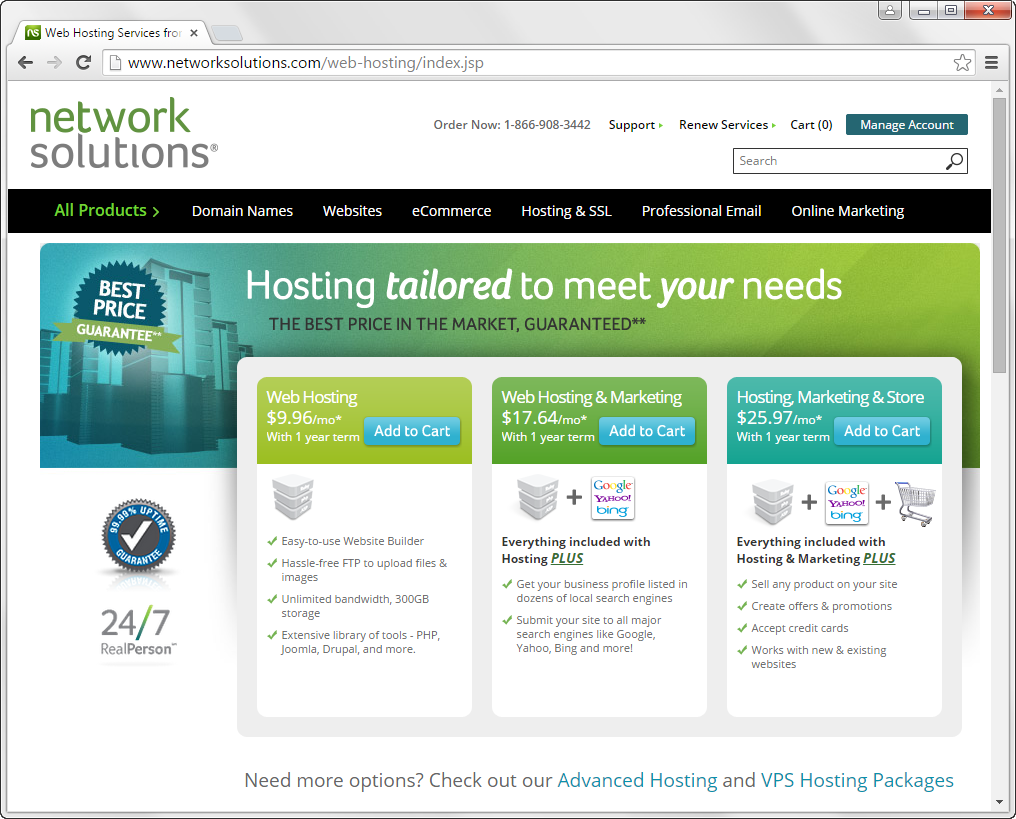 Web Hosting Services fro
www.networksolutions.com/web-hosting/index.jsp
network
solutions®
Order Now: 1-866-908-3442 Support Renew Services Cart (0) Manage Account
Search
All Products Domain Names Websites eCommerce Hosting & SSL Professional Email Online Marketing
BEST
PRICE
GUARANTEE**
Hosting tailored to meet your needs
THE BEST PRICE IN THE MARKET, GUARANTEED**
Web Hosting
$9.96/mo*
With 1 year term
Add to Cart
Easy-to-use Website Builder
Hassle-free FTP to upload files &
images
Unlimited bandwidth, 300GB
storage
Extensive library of tools - PHP,
Joomla, Drupal, and more.
Web Hosting & Marketing
$17.64/mo*
With 1 year term
Add to Cart
+
Google
YAHOO!
bing
Everything included with
Hosting PLUS
Get your business profile listed in
dozens of local search engines
Submit your site to all major
search engines like Google,
Yahoo, Bing and more!
Hosting, Marketing & Store
$25.97/mo*
With 1 year term
Add to Cart
+
Google
YAHOO!
bing
+
Everything included with
Hosting & Marketing PLUS
Sell any product on your site
Create offers & promotions
Accept credit cards
Works with new & existing
websites
99.99% UPTIME
GUARANTEE
24/7
RealPerson™
Need more options? Check out our Advanced Hosting and VPS Hosting Packages